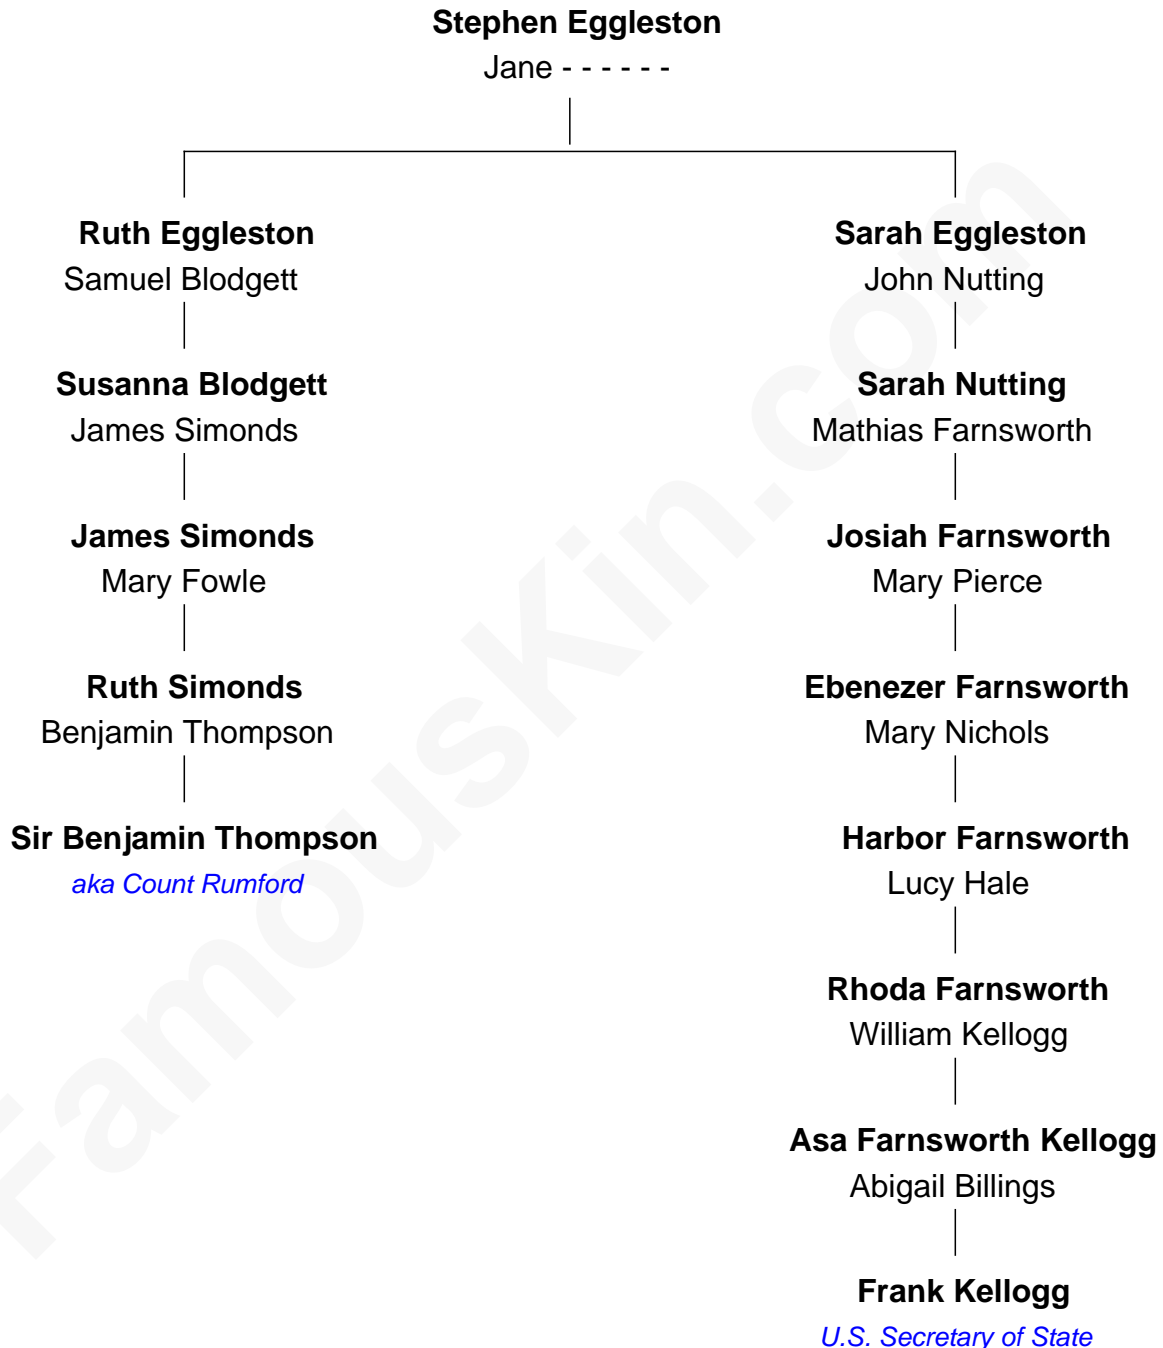 Stephen Eggleston
Jane - - - - - -
Ruth Eggleston
Samuel Blodgett
Susanna Blodgett
James Simonds
James Simonds
Mary Fowle
Ruth Simonds
Benjamin Thompson
Sir Benjamin Thompson
aka Count Rumford
Sarah Eggleston
John Nutting
Sarah Nutting
Mathias Farnsworth
Josiah Farnsworth
Mary Pierce
Ebenezer Farnsworth
Mary Nichols
Harbor Farnsworth
Lucy Hale
Rhoda Farnsworth
William Kellogg
Asa Farnsworth Kellogg
Abigail Billings
Frank Kellogg
U.S. Secretary of State
FamousKin.com